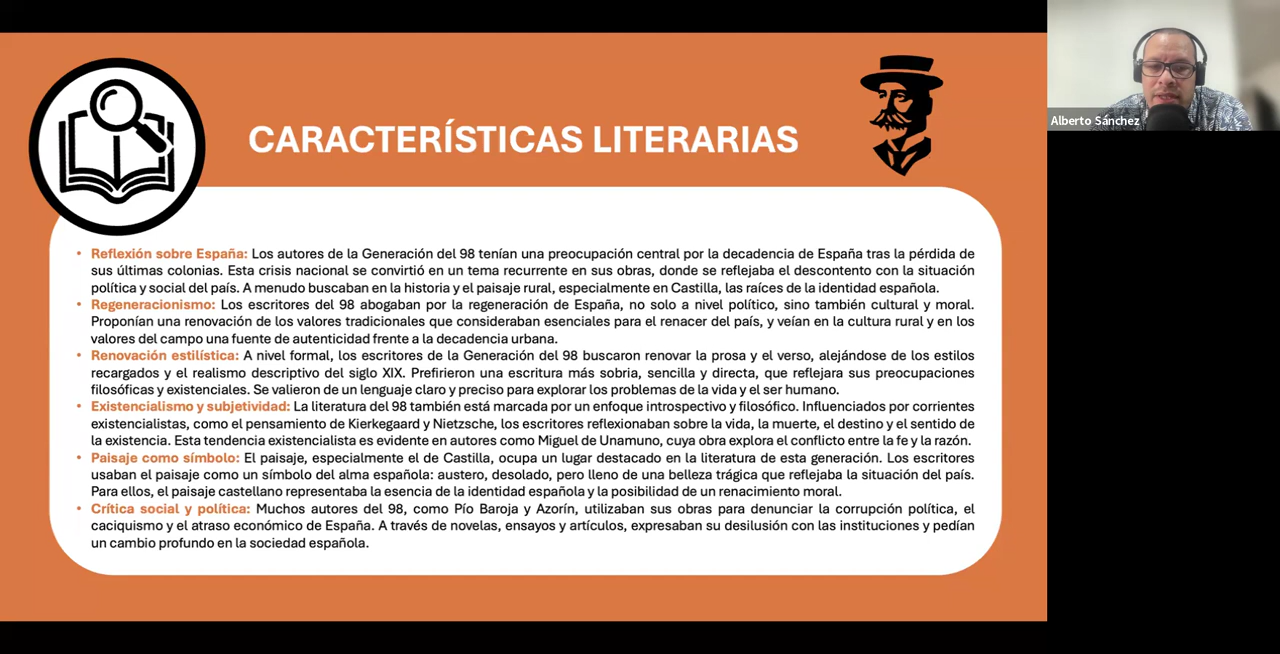 CARACTERÍSTICAS LITERARIAS
Alberto Sánchez
• Reflexión sobre España: Los autores de la Generación del 98 tenían una preocupación central por la decadencia de España tras la pérdida de
sus últimas colonias. Esta crisis nacional se convirtió en un tema recurrente en sus obras, donde se reflejaba el descontento con la situación
política y social del país. A menudo buscaban en la historia y el paisaje rural, especialmente en Castilla, las raíces de la identidad española.
• Regeneracionismo: Los escritores del 98 abogaban por la regeneración de España, no solo a nivel político, sino también cultural y moral.
Proponían una renovación de los valores tradicionales que consideraban esenciales para el renacer del país, y veían en la cultura rural y en los
valores del campo una fuente de autenticidad frente a la decadencia urbana.
• Renovación estilística: A nivel formal, los escritores de la Generación del 98 buscaron renovar la prosa y el verso, alejándose de los estilos
recargados y el realismo descriptivo del siglo XIX. Prefirieron una escritura más sobria, sencilla y directa, que reflejara sus preocupaciones
filosóficas y existenciales. Se valieron de un lenguaje claro y preciso para explorar los problemas de la vida y el ser humano.
• Existencialismo y subjetividad: La literatura del 98 también está marcada por un enfoque introspectivo y filosófico. Influenciados por corrientes
existencialistas, como el pensamiento de Kierkegaard y Nietzsche, los escritores reflexionaban sobre la vida, la muerte, el destino y el sentido de
la existencia. Esta tendencia existencialista es evidente en autores como Miguel de Unamuno, cuya obra explora el conflicto entre la fe y la razón.
• Paisaje como símbolo: El paisaje, especialmente el de Castilla, ocupa un lugar destacado en la literatura de esta generación. Los escritores
usaban el paisaje como un símbolo del alma española: austero, desolado, pero lleno de una belleza trágica que reflejaba la situación del país.
Para ellos, el paisaje castellano representaba la esencia de la identidad española y la posibilidad de un renacimiento moral.
• Crítica social y política: Muchos autores del 98, como Pío Baroja y Azorín, utilizaban sus obras para denunciar la corrupción política, el
caciquismo y el atraso económico de España. A través de novelas, ensayos y artículos, expresaban su desilusión con las instituciones y pedían
un cambio profundo en la sociedad española.